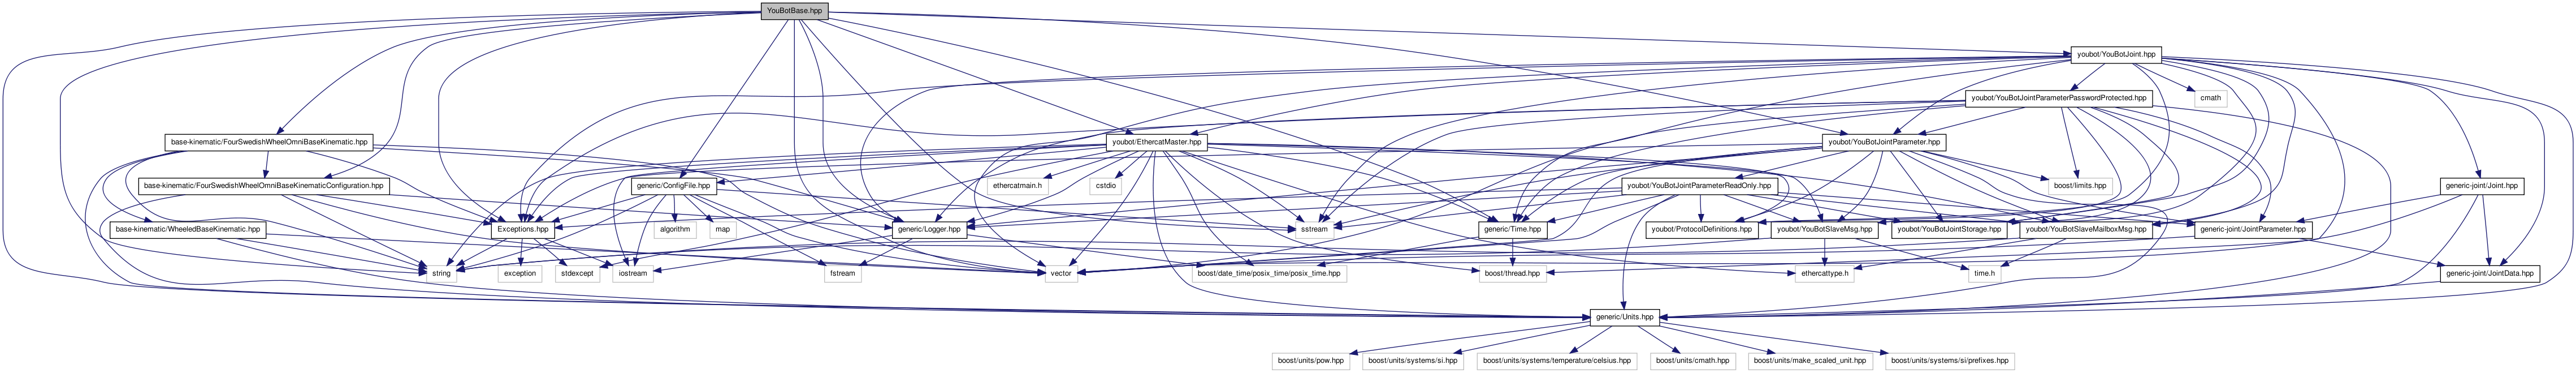 YouBotBase.hpp
youbot/YouBotJoint.hpp
youbot/YouBotJointParameterPasswordProtected.hpp
cmath
base-kinematic/FourSwedishWheelOmniBaseKinematic.hpp
youbot/EthercatMaster.hpp
youbot/YouBotJointParameter.hpp
base-kinematic/FourSwedishWheelOmniBaseKinematicConfiguration.hpp
generic/ConfigFile.hpp
ethercatmain.h
cstdio
youbot/YouBotJointParameterReadOnly.hpp
boost/limits.hpp
generic-joint/Joint.hpp
base-kinematic/WheeledBaseKinematic.hpp
Exceptions.hpp
algorithm
map
generic/Logger.hpp
sstream
generic/Time.hpp
youbot/ProtocolDefinitions.hpp
youbot/YouBotSlaveMsg.hpp
youbot/YouBotJointStorage.hpp
youbot/YouBotSlaveMailboxMsg.hpp
generic-joint/JointParameter.hpp
string
exception
stdexcept
iostream
fstream
vector
boost/date_time/posix_time/posix_time.hpp
boost/thread.hpp
ethercattype.h
time.h
generic-joint/JointData.hpp
generic/Units.hpp
boost/units/pow.hpp
boost/units/systems/si.hpp
boost/units/systems/temperature/celsius.hpp
boost/units/cmath.hpp
boost/units/make_scaled_unit.hpp
boost/units/systems/si/prefixes.hpp